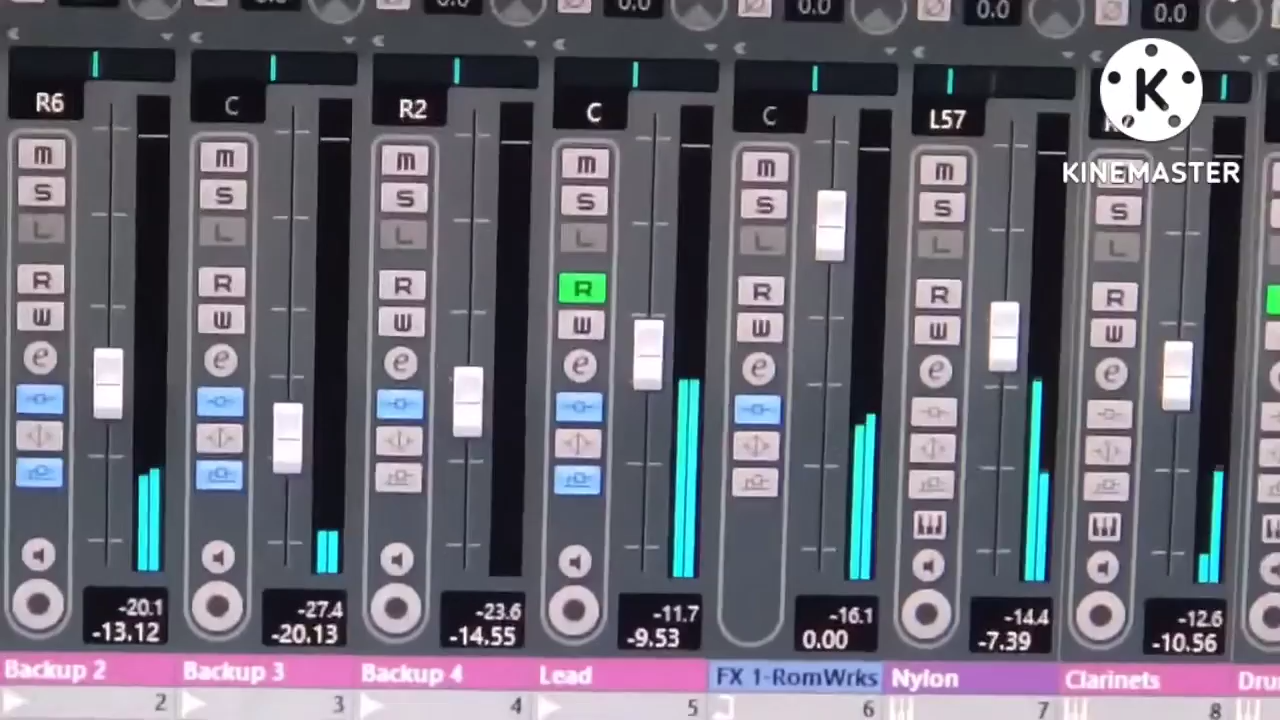 0.0 0.0 0.0 0.0 0.0
R6 C R2 C C L57
K
KINEMASTER
m m m m m m
S S S S S S S
L L L L L L L
R R R R R R R
W W W W W W W
e e e e e e e
-20.1 -27.4 -23.6 -11.7 -16.1 -14.4 -12.6
-13.12 -20.13 -14.55 -9.53 0.00 -7.39 -10.56
Backup 2 Backup 3 Backup 4 Lead FX 1-RomWrks Nylon Clarinets
2 3 4 5 6 7 8